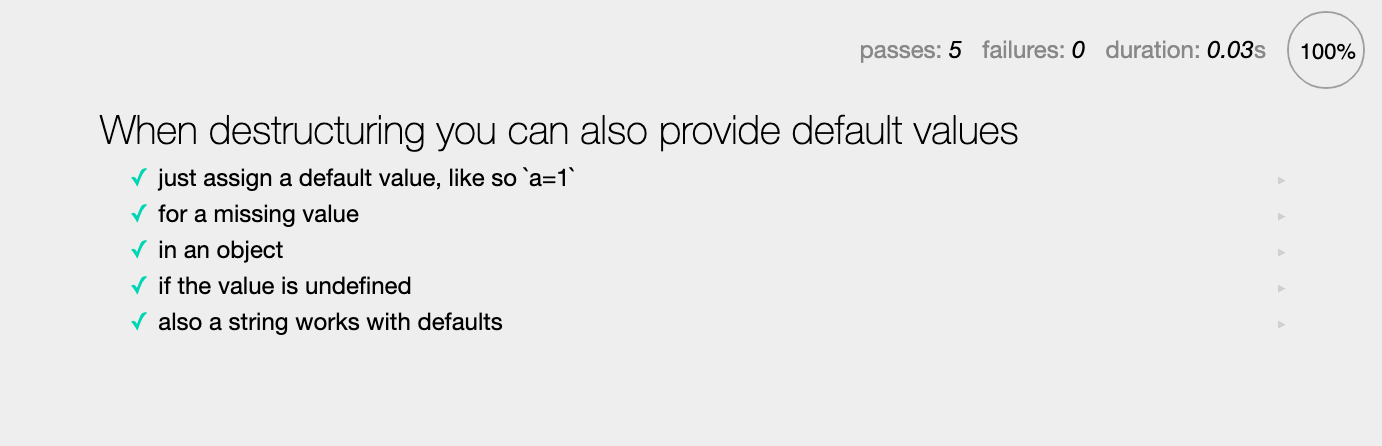 passes: 5 failures: 0 duration: 0.03s 100%
When destructuring you can also provide default values
✓ just assign a default value, like so `a=1`
✓ for a missing value
✓ in an object
✓ if the value is undefined
✓ also a string works with defaults